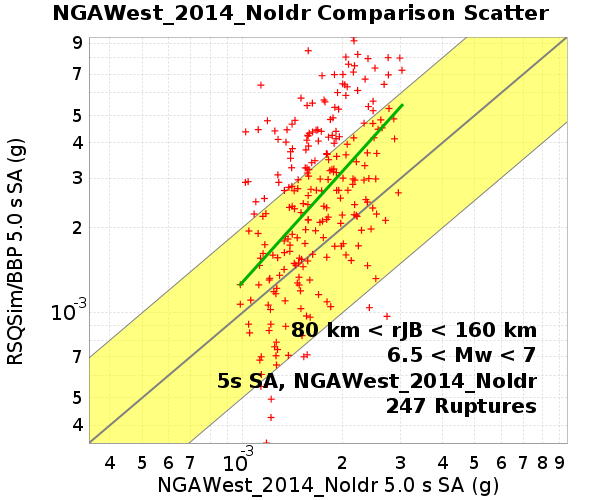 NGAWest_2014_NoIdr Comparison Scatter
9
7
5
4
3
2
10-3
7
5
4
RSQSim/BBP 5.0 s SA (g)
80 km < rJB < 160 km
6.5 < Mw < 7
5s SA, NGAWest_2014_NoIdr
247 Ruptures
4 5 6 7 10-3 2 3 4 5 6 7 8 9
NGAWest_2014_NoIdr 5.0 s SA (g)